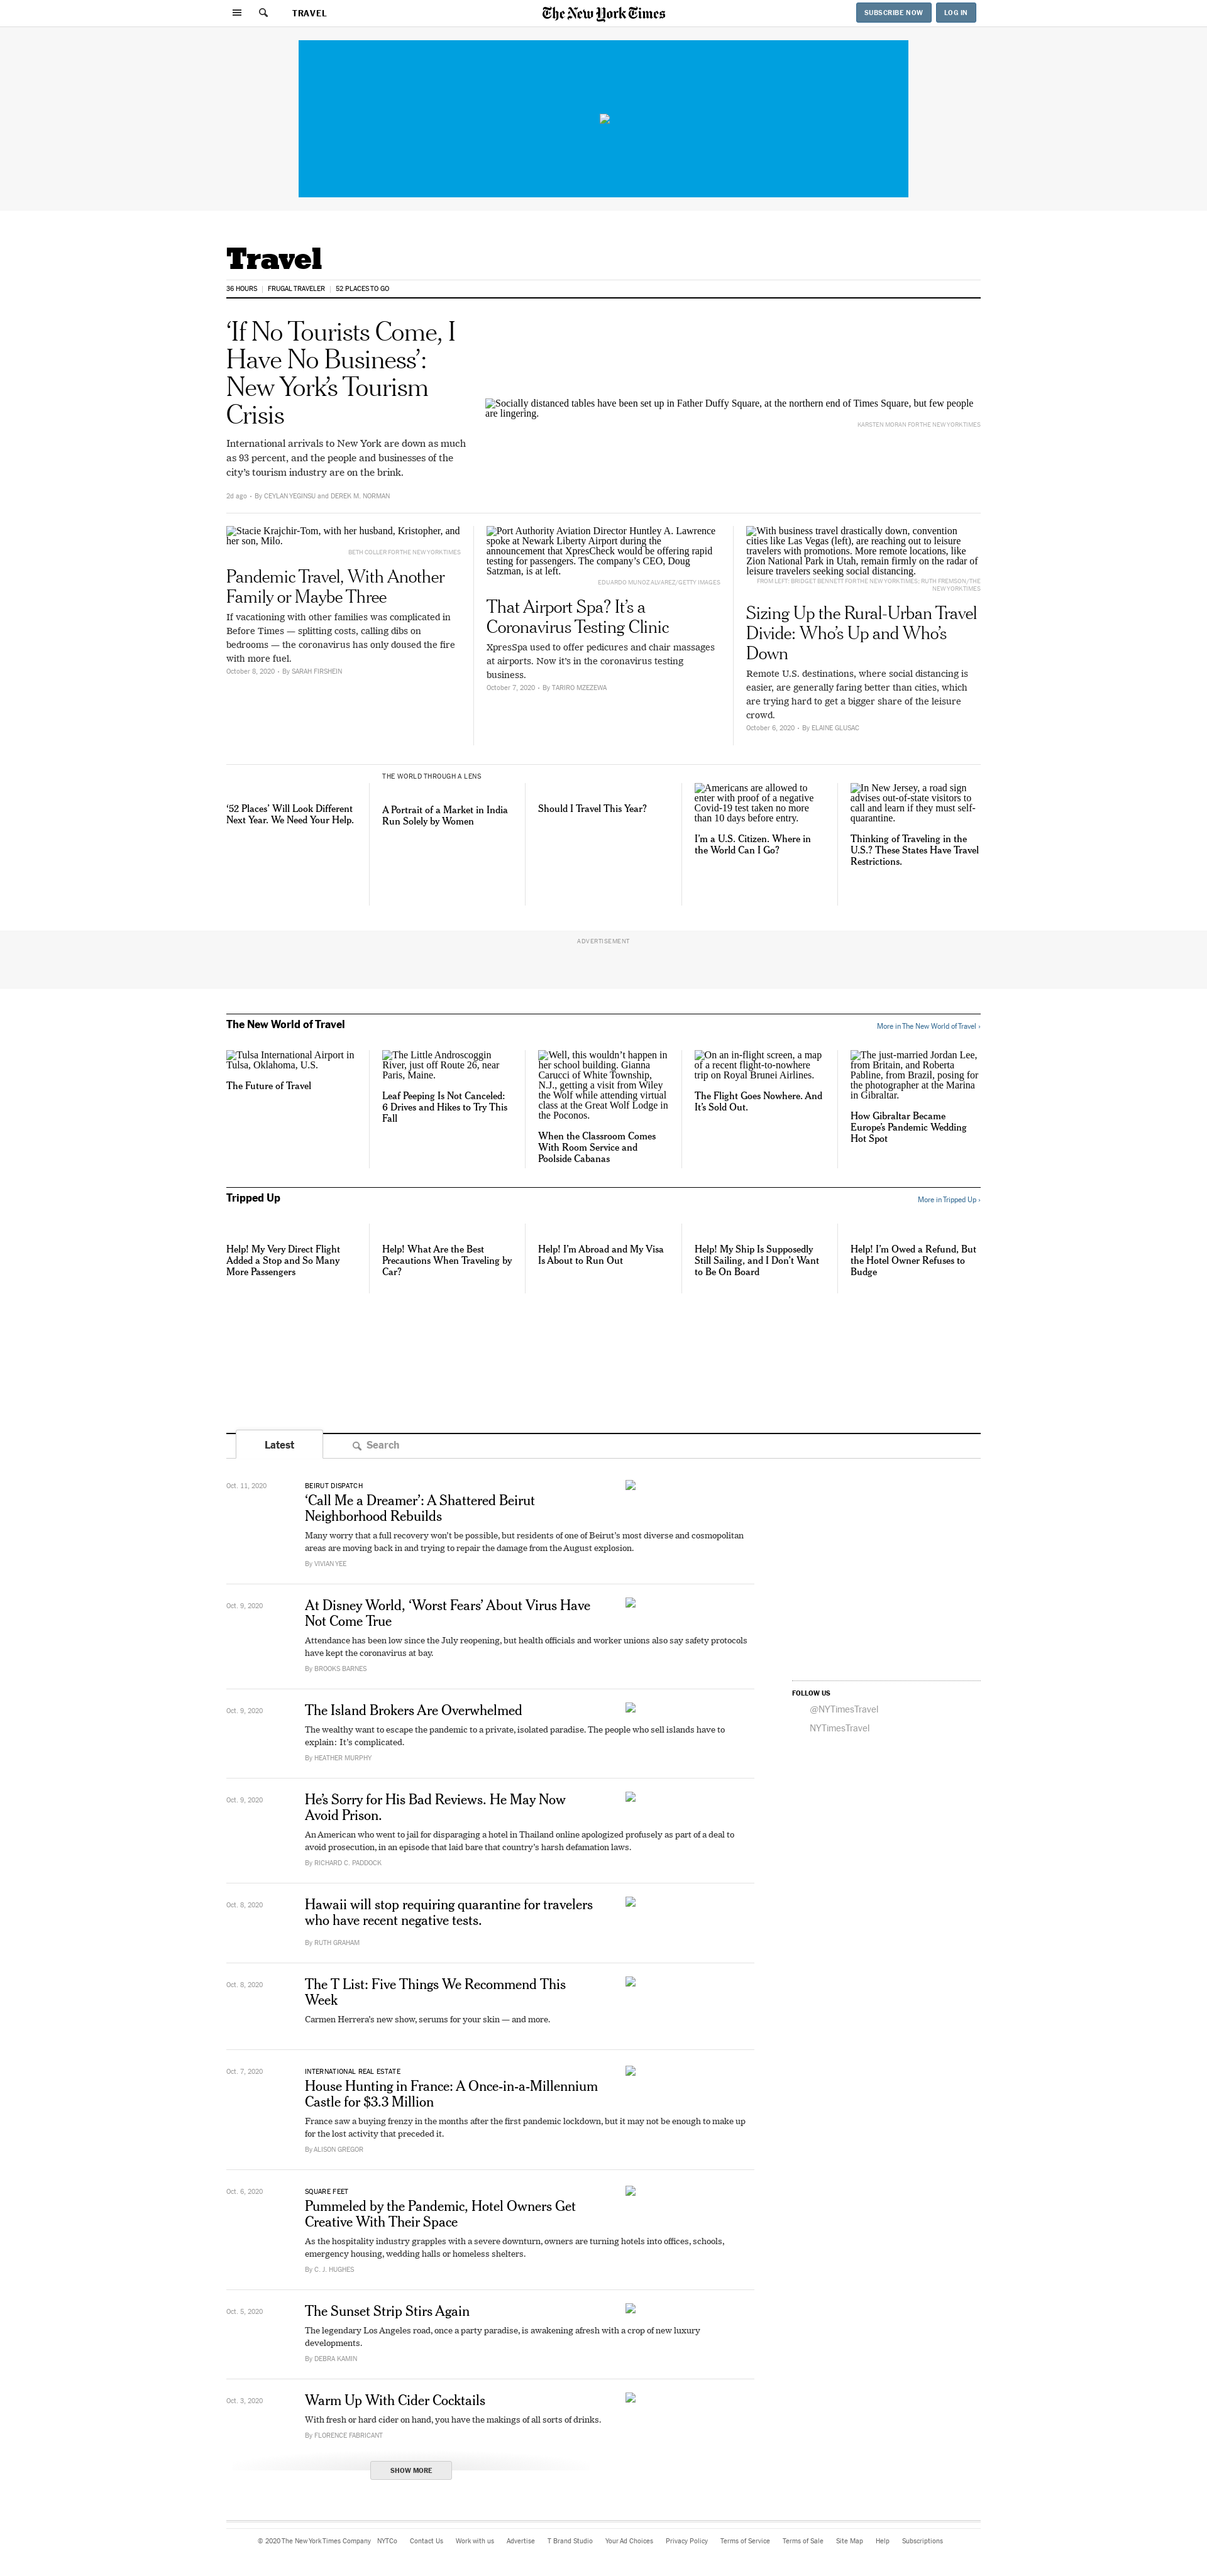 TRAVEL
The New York Times
SUBSCRIBE NOW
LOG IN
Travel
36 HOURS
FRUGAL TRAVELER
52 PLACES TO GO
‘If No Tourists Come, I
Have No Business’:
New York’s Tourism
Crisis
International arrivals to New York are down as much
as 93 percent, and the people and businesses of the
city’s tourism industry are on the brink.
2d ago - By CEYLAN YEGINSU and DEREK M. NORMAN
Socially distanced tables have been set up in Father Duffy Square, at the northern end of Times Square, but few people
are lingering.
KARSTEN MORAN FOR THE NEW YORK TIMES
Stacie Krajchir-Tom, with her husband, Kristopher, and
her son, Milo.
BETH COLLER FOR THE NEW YORK TIMES
Pandemic Travel, With Another
Family or Maybe Three
If vacationing with other families was complicated in
Before Times — splitting costs, calling dibs on
bedrooms — the coronavirus has only doused the fire
with more fuel.
October 8, 2020 - By SARAH FIRSHEIN
Port Authority Aviation Director Huntley A. Lawrence
spoke at Newark Liberty Airport during the
announcement that XpresCheck would be offering rapid
testing for passengers. The company’s CEO, Doug
Satzman, is at left.
EDUARDO MUNOZ ALVAREZ/GETTY IMAGES
That Airport Spa? It’s a
Coronavirus Testing Clinic
XpresSpa used to offer pedicures and chair massages
at airports. Now it’s in the coronavirus testing
business.
October 7, 2020 - By TARIRO MZEZEWA
With business travel drastically down, convention
cities like Las Vegas (left), are reaching out to leisure
travelers with promotions. More remote locations, like
Zion National Park in Utah, remain firmly on the radar of
leisure travelers seeking social distancing.
FROM LEFT: BRIDGET BENNETT FOR THE NEW YORK TIMES; RUTH FREMSON/THE
NEW YORK TIMES
Sizing Up the Rural-Urban Travel
Divide: Who’s Up and Who’s
Down
Remote U.S. destinations, where social distancing is
easier, are generally faring better than cities, which
are trying hard to get a bigger share of the leisure
crowd.
October 6, 2020 - By ELAINE GLUSAC
‘52 Places’ Will Look Different
Next Year. We Need Your Help.
THE WORLD THROUGH A LENS
A Portrait of a Market in India
Run Solely by Women
Should I Travel This Year?
Americans are allowed to
enter with proof of a negative
Covid-19 test taken no more
than 10 days before entry.
I’m a U.S. Citizen. Where in
the World Can I Go?
In New Jersey, a road sign
advises out-of-state visitors to
call and learn if they must self-
quarantine.
Thinking of Traveling in the
U.S.? These States Have Travel
Restrictions.
ADVERTISEMENT
The New World of Travel
More in The New World of Travel ›
Tulsa International Airport in
Tulsa, Oklahoma, U.S.
The Future of Travel
The Little Androscoggin
River, just off Route 26, near
Paris, Maine.
Leaf Peeping Is Not Canceled:
6 Drives and Hikes to Try This
Fall
Well, this wouldn’t happen in
her school building. Gianna
Carucci of White Township,
N.J., getting a visit from Wiley
the Wolf while attending virtual
class at the Great Wolf Lodge in
the Poconos.
When the Classroom Comes
With Room Service and
Poolside Cabanas
On an in-flight screen, a map
of a recent flight-to-nowhere
trip on Royal Brunei Airlines.
The Flight Goes Nowhere. And
It’s Sold Out.
The just-married Jordan Lee,
from Britain, and Roberta
Pabline, from Brazil, posing for
the photographer at the Marina
in Gibraltar.
How Gibraltar Became
Europe’s Pandemic Wedding
Hot Spot
Tripped Up
More in Tripped Up ›
Help! My Very Direct Flight
Added a Stop and So Many
More Passengers
Help! What Are the Best
Precautions When Traveling by
Car?
Help! I’m Abroad and My Visa
Is About to Run Out
Help! My Ship Is Supposedly
Still Sailing, and I Don’t Want
to Be On Board
Help! I’m Owed a Refund, But
the Hotel Owner Refuses to
Budge
Latest
Search
Oct. 11, 2020
BEIRUT DISPATCH
‘Call Me a Dreamer’: A Shattered Beirut
Neighborhood Rebuilds
Many worry that a full recovery won’t be possible, but residents of one of Beirut’s most diverse and cosmopolitan
areas are moving back in and trying to repair the damage from the August explosion.
By VIVIAN YEE
Oct. 9, 2020
At Disney World, ‘Worst Fears’ About Virus Have
Not Come True
Attendance has been low since the July reopening, but health officials and worker unions also say safety protocols
have kept the coronavirus at bay.
By BROOKS BARNES
FOLLOW US
@NYTimesTravel
NYTimesTravel
Oct. 9, 2020
The Island Brokers Are Overwhelmed
The wealthy want to escape the pandemic to a private, isolated paradise. The people who sell islands have to
explain: It’s complicated.
By HEATHER MURPHY
Oct. 9, 2020
He’s Sorry for His Bad Reviews. He May Now
Avoid Prison.
An American who went to jail for disparaging a hotel in Thailand online apologized profusely as part of a deal to
avoid prosecution, in an episode that laid bare that country’s harsh defamation laws.
By RICHARD C. PADDOCK
Oct. 8, 2020
Hawaii will stop requiring quarantine for travelers
who have recent negative tests.
By RUTH GRAHAM
Oct. 8, 2020
The T List: Five Things We Recommend This
Week
Carmen Herrera’s new show, serums for your skin — and more.
Oct. 7, 2020
INTERNATIONAL REAL ESTATE
House Hunting in France: A Once-in-a-Millennium
Castle for $3.3 Million
France saw a buying frenzy in the months after the first pandemic lockdown, but it may not be enough to make up
for the lost activity that preceded it.
By ALISON GREGOR
Oct. 6, 2020
SQUARE FEET
Pummeled by the Pandemic, Hotel Owners Get
Creative With Their Space
As the hospitality industry grapples with a severe downturn, owners are turning hotels into offices, schools,
emergency housing, wedding halls or homeless shelters.
By C. J. HUGHES
Oct. 5, 2020
The Sunset Strip Stirs Again
The legendary Los Angeles road, once a party paradise, is awakening afresh with a crop of new luxury
developments.
By DEBRA KAMIN
Oct. 3, 2020
Warm Up With Cider Cocktails
With fresh or hard cider on hand, you have the makings of all sorts of drinks.
By FLORENCE FABRICANT
SHOW MORE
© 2020 The New York Times Company NYTCo Contact Us Work with us Advertise T Brand Studio Your Ad Choices Privacy Policy Terms of Service Terms of Sale Site Map Help Subscriptions